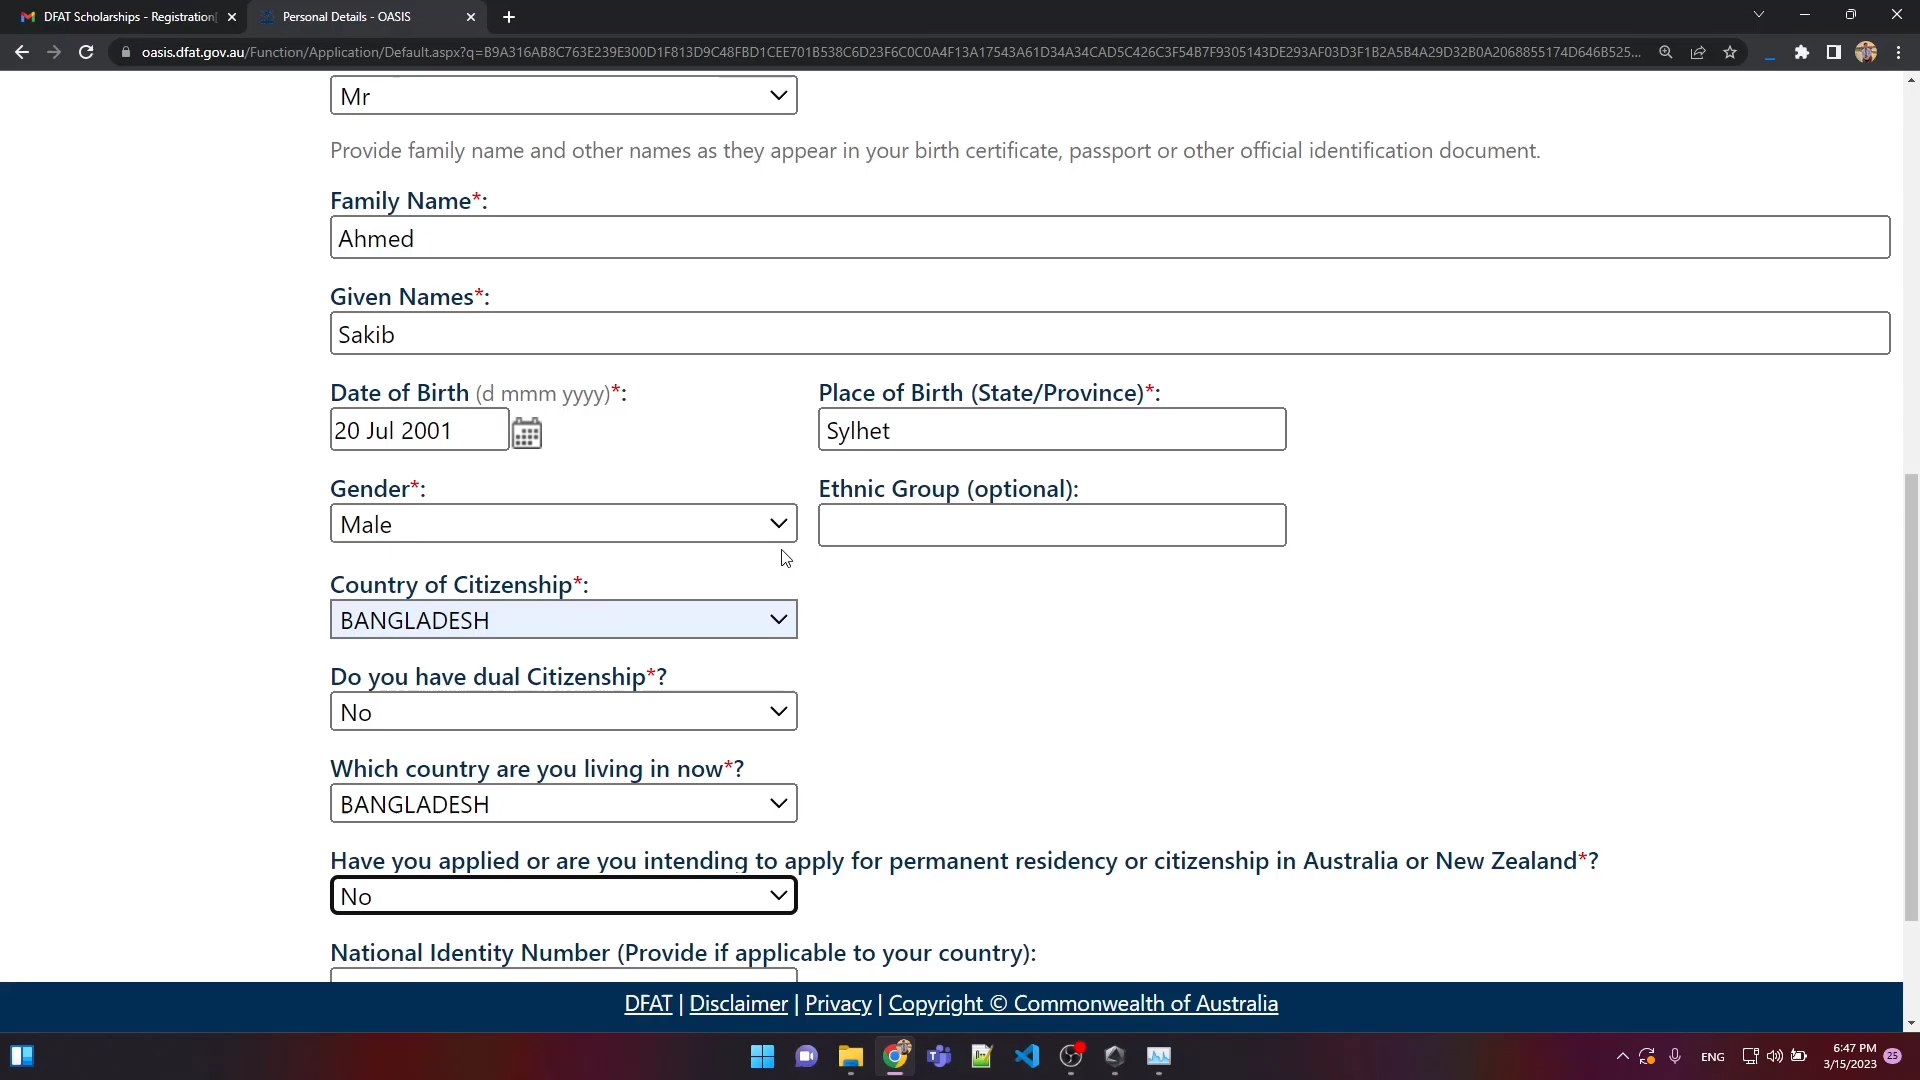 DFAT Scholarships - Registration
Personal Details - OASIS
oasis.dfat.gov.au/Function/Application/Default.aspx?q=B9A316AB8C763E239E300D1F813D9C48FBD1CEE701B538C6D23F6C0C0A4F13A17543A61D34A34CAD5C426C3F54B7F9305143DE293AF03D3F1B2A5B4A29D32B0A2068855174D646B525...
Mr
Provide family name and other names as they appear in your birth certificate, passport or other official identification document.
Family Name*:
Ahmed
Given Names*:
Sakib
Date of Birth (d mmm yyyy)*:
Place of Birth (State/Province)*:
20 Jul 2001
Sylhet
Gender*:
Ethnic Group (optional):
Male
Country of Citizenship*:
BANGLADESH
Do you have dual Citizenship*?
No
Which country are you living in now*?
BANGLADESH
Have you applied or are you intending to apply for permanent residency or citizenship in Australia or New Zealand*?
No
National Identity Number (Provide if applicable to your country):
DFAT | Disclaimer | Privacy | Copyright © Commonwealth of Australia
ENG
6:47 PM
3/15/2023
25